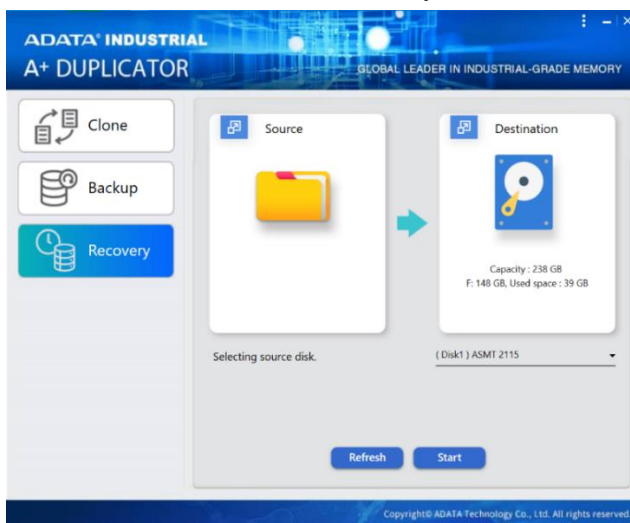 ADATA® INDUSTRIAL
A+ DUPLICATOR
GLOBAL LEADER IN INDUSTRIAL-GRADE MEMORY
Clone
Backup
Recovery
Source
Destination
Capacity : 238 GB
F: 148 GB, Used space : 39 GB
Selecting source disk.
( Disk1 ) ASMT 2115
Refresh
Start
Copyright© ADATA Technology Co., Ltd. All rights reserved.